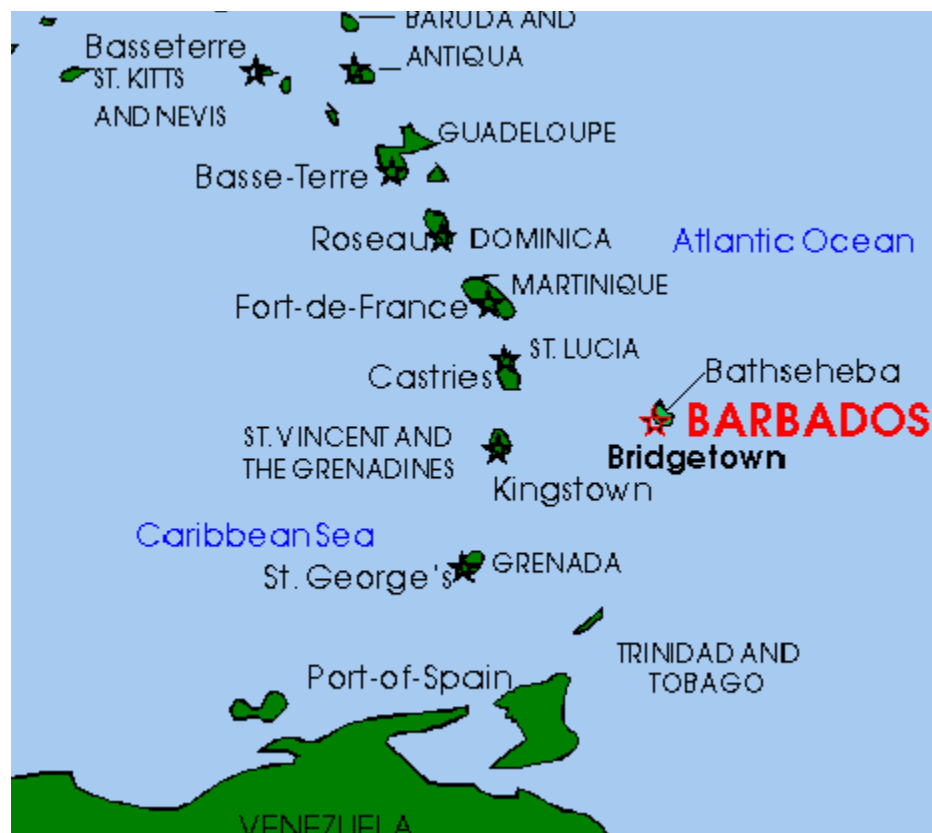 BARUDA AND
ANTIQUA
Basseterre
ST. KITTS
AND NEVIS
GUADELOUPE
Basse-Terre
Roseau
DOMINICA
Atlantic Ocean
MARTINIQUE
Fort-de-France
ST. LUCIA
Castries
Bathseheba
BARBADOS
Bridgetown
ST. VINCENT AND
THE GRENADINES
Kingstown
Caribbean Sea
St. George's
GRENADA
TRINIDAD AND
TOBAGO
Port-of-Spain
VENEZUELA